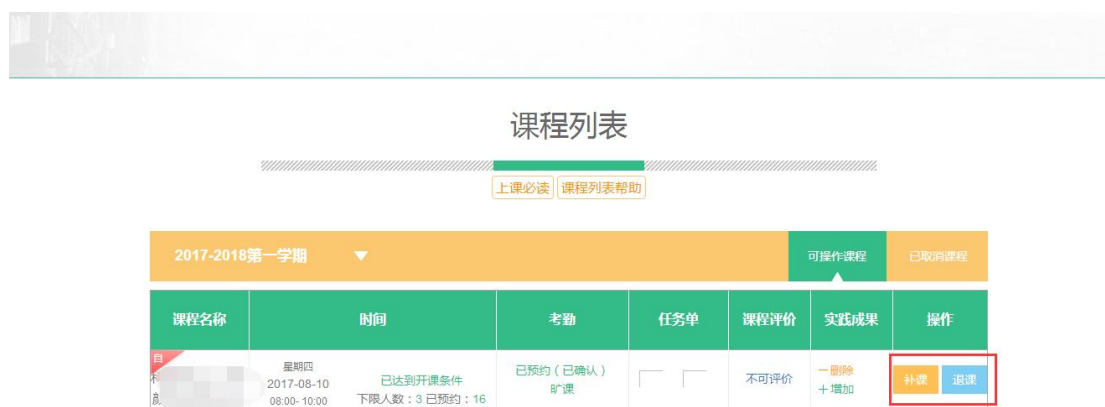 课程列表
上课必读 课程列表帮助
2017-2018第一学期 可操作课程 已取消课程
课程名称 时间 考勤 任务单 课程评价 实践成果 操作
自
星期四
2017-08-10
08:00- 10:00
已达到开课条件
下限人数：3 已预约：16
已预约（已确认）
旷课
不可评价
一删除
＋增加
补课 退课